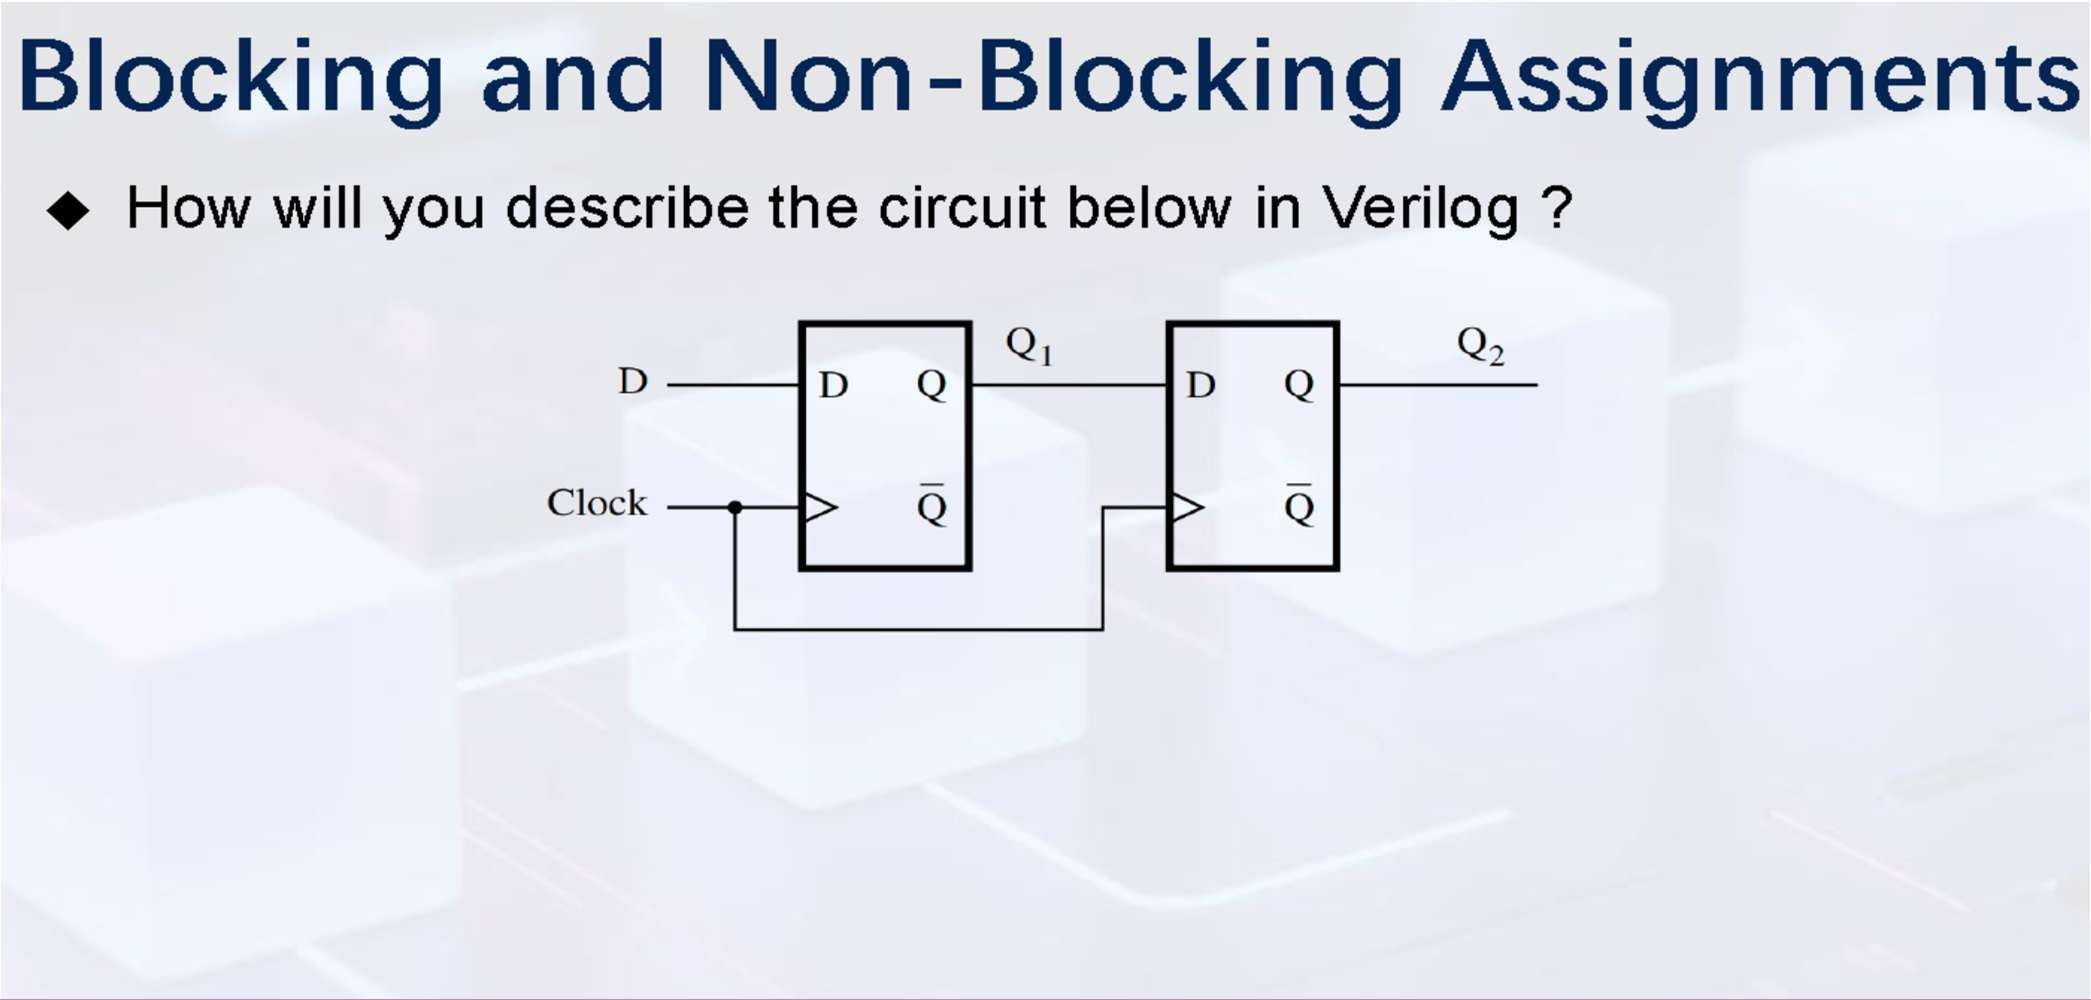 Blocking and Non-Blocking Assignments
◆ How will you describe the circuit below in Verilog ?
Q₁ Q₂
D D Q D Q
Clock Q̅ Q̅